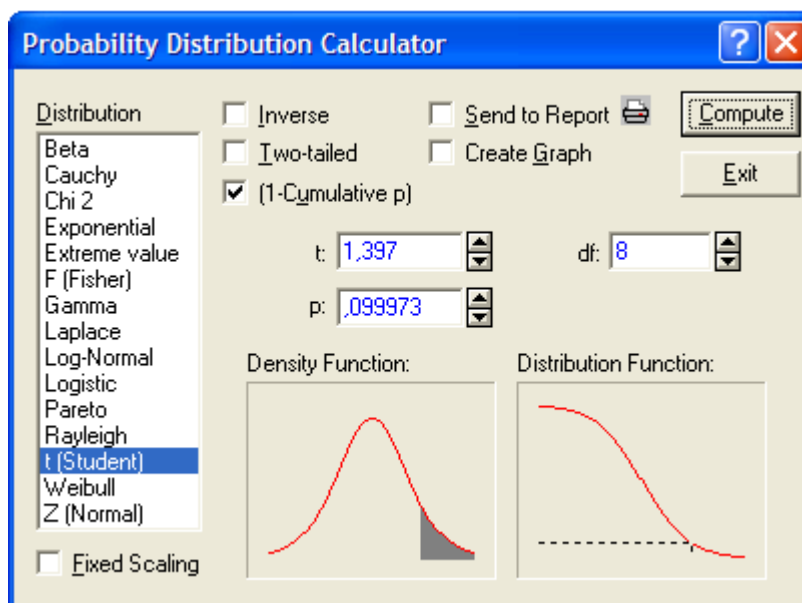 Probability Distribution Calculator
Distribution
Beta
Cauchy
Chi 2
Exponential
Extreme value
F (Fisher)
Gamma
Laplace
Log-Normal
Logistic
Pareto
Rayleigh
t (Student)
Weibull
Z (Normal)
Fixed Scaling
Inverse
Two-tailed
(1-Cumulative p)
Send to Report
Create Graph
Compute
Exit
t: 1,397
df: 8
p: ,099973
Density Function:
Distribution Function: